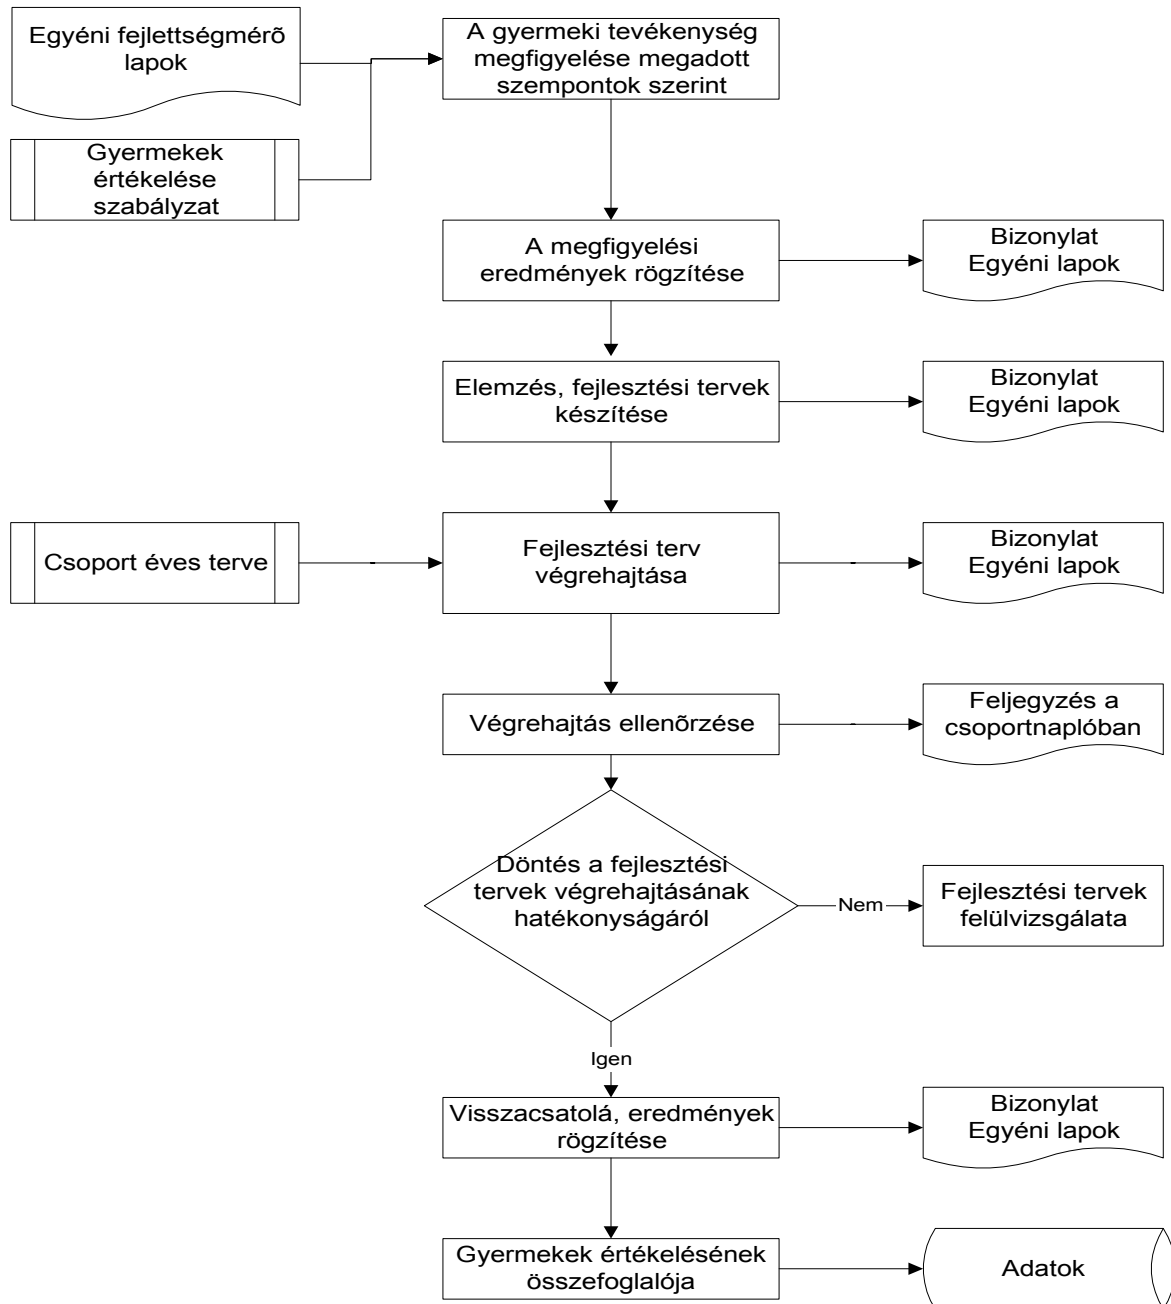 Egyéni fejlettségmérõ
lapok
A gyermeki tevékenység
megfigyelése megadott
szempontok szerint
Gyermekek
értékelése
szabályzat
A megfigyelési
eredmények rögzítése
Bizonylat
Egyéni lapok
Elemzés, fejlesztési tervek
készítése
Bizonylat
Egyéni lapok
Csoport éves terve
Fejlesztési terv
végrehajtása
Bizonylat
Egyéni lapok
Végrehajtás ellenõrzése
Feljegyzés a
csoportnaplóban
Döntés a fejlesztési
tervek végrehajtásának
hatékonyságáról
Nem
Fejlesztési tervek
felülvizsgálata
Igen
Visszacsatolá, eredmények
rögzítése
Bizonylat
Egyéni lapok
Gyermekek értékelésének
összefoglalója
Adatok